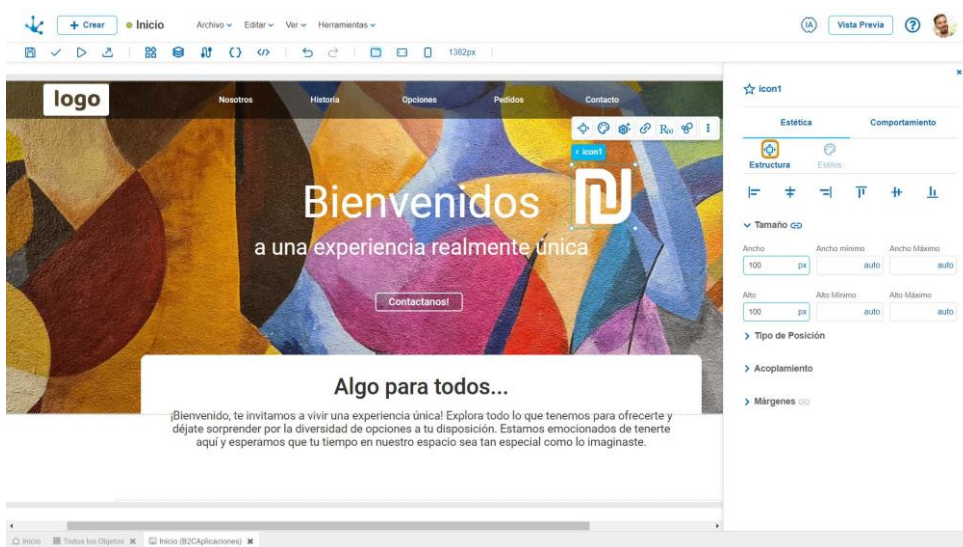 + Crear
Inicio
Archivo
Editar
Ver
Herramientas
IA
Vista Previa
?
1382px
logo
Nosotros
Historia
Opciones
Pedidos
Contacto
< icon1
₪
Bienvenidos
a una experiencia realmente única
Contactanos!
Algo para todos...
¡Bienvenido, te invitamos a vivir una experiencia única! Explora todo lo que tenemos para ofrecerte y
déjate sorprender por la diversidad de opciones a tu disposición. Estamos emocionados de tenerte
aquí y esperamos que tu tiempo en nuestro espacio sea tan especial como lo imaginaste.
icon1
Estética
Comportamiento
Estructura
Estilos
Tamaño
Ancho
Ancho mínimo
Ancho Máximo
100 px
auto
auto
Alto
Alto Mínimo
Alto Máximo
100 px
auto
auto
Tipo de Posición
Acoplamiento
Márgenes
Inicio
Todos los Objetos
Inicio (B2CAplicaciones)